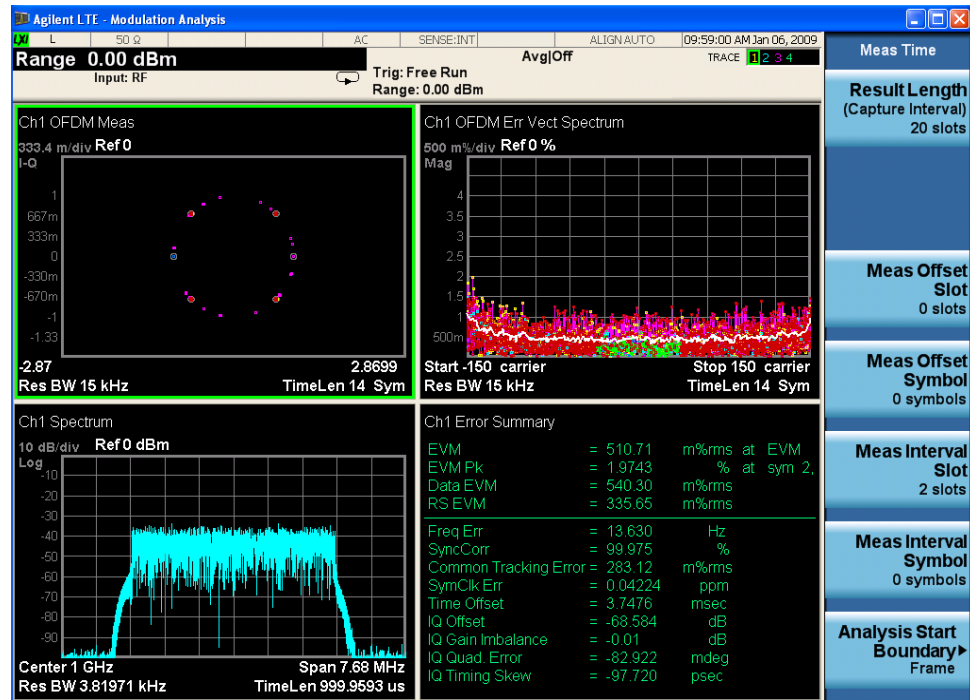 Agilent LTE - Modulation Analysis
LXI L 50 Ω AC SENSE:INT ALIGN AUTO 09:59:00 AM Jan 06, 2009
Range 0.00 dBm
Input: RF
Trig: Free Run
Range: 0.00 dBm
Avg|Off
TRACE 1 2 3 4
Ch1 OFDM Meas
333.4 m/div Ref 0
I-Q
1
667m
333m
0
-330m
-670m
-1
-1.33
-2.87 2.8699
Res BW 15 kHz TimeLen 14 Sym
Ch1 OFDM Err Vect Spectrum
500 m%/div Ref 0 %
Mag
4
3.5
3
2.5
2
1.5
1
500m
Start -150 carrier Stop 150 carrier
Res BW 15 kHz TimeLen 14 Sym
Ch1 Spectrum
10 dB/div Ref 0 dBm
Log
-10
-20
-30
-40
-50
-60
-70
-80
-90
Center 1 GHz Span 7.68 MHz
Res BW 3.81971 kHz TimeLen 999.9593 us
Ch1 Error Summary
EVM = 510.71 m%rms at EVM
EVM Pk = 1.9743 % at sym 2,
Data EVM = 540.30 m%rms
RS EVM = 335.65 m%rms
Freq Err = 13.630 Hz
SyncCorr = 99.975 %
Common Tracking Error = 283.12 m%rms
SymClk Err = 0.04224 ppm
Time Offset = 3.7476 msec
IQ Offset = -68.584 dB
IQ Gain Imbalance = -0.01 dB
IQ Quad. Error = -82.922 mdeg
IQ Timing Skew = -97.720 psec
Meas Time
Result Length
(Capture Interval)
20 slots
Meas Offset
Slot
0 slots
Meas Offset
Symbol
0 symbols
Meas Interval
Slot
2 slots
Meas Interval
Symbol
0 symbols
Analysis Start
Boundary
Frame